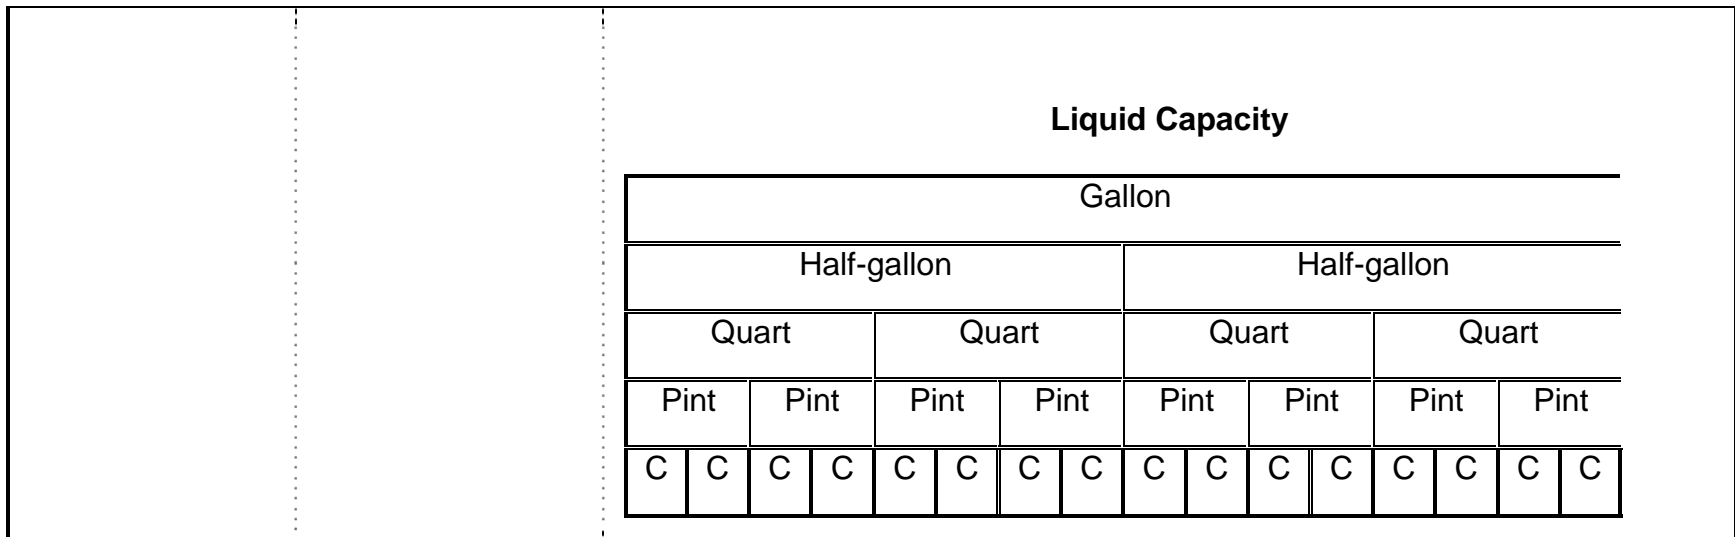 Liquid Capacity
Gallon
Half-gallon Half-gallon
Quart Quart Quart Quart
Pint Pint Pint Pint Pint Pint Pint Pint
C C C C C C C C C C C C C C C C